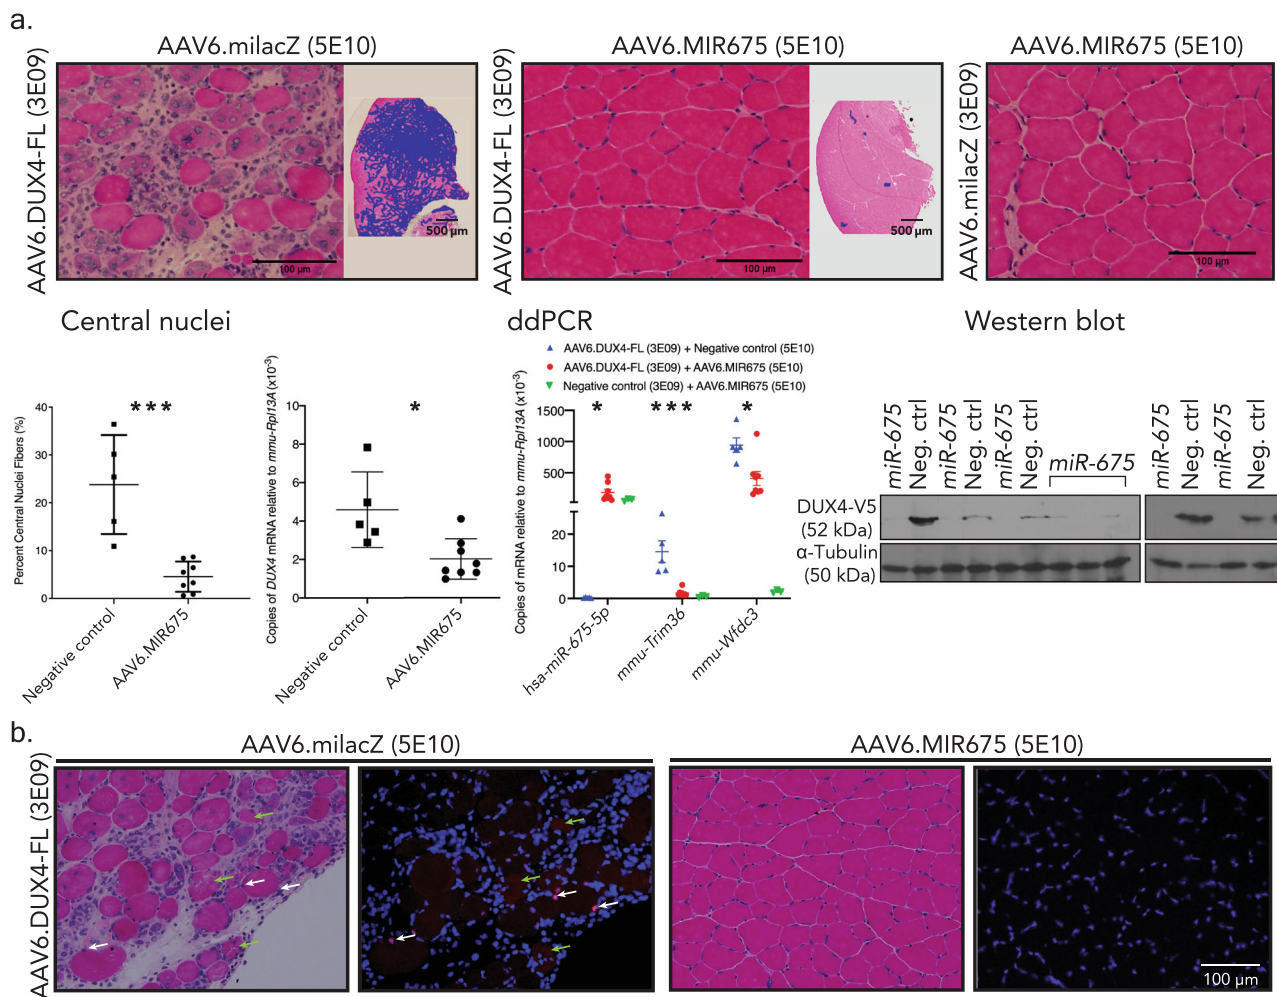 a.
AAV6.milacZ (5E10)
AAV6.MIR675 (5E10)
AAV6.MIR675 (5E10)
AAV6.DUX4-FL (3E09)
100 µm
500 µm
AAV6.DUX4-FL (3E09)
100 µm
500 µm
AAV6.milacZ (3E09)
100 µm
Central nuclei
ddPCR
Western blot
Percent Central Nuclei Fibers (%)
40
30
20
10
0
***
Negative control
AAV6.MIR675
Copies of DUX4 mRNA relative to mmu-Rpl13A (x10-3)
10
8
6
4
2
0
*
Negative control
AAV6.MIR675
AAV6.DUX4-FL (3E09) + Negative control (5E10)
AAV6.DUX4-FL (3E09) + AAV6.MIR675 (5E10)
Negative control (3E09) + AAV6.MIR675 (5E10)
Copies of mRNA relative to mmu-Rpl13A (x10-3)
1500
1000
500
20
10
0
*
***
*
hsa-miR-675-5p
mmu-Trim36
mmu-Wfdc3
miR-675
Neg. ctrl
miR-675
Neg. ctrl
miR-675
Neg. ctrl
miR-675
miR-675
Neg. ctrl
miR-675
Neg. ctrl
DUX4-V5
(52 kDa)
α-Tubulin
(50 kDa)
b.
AAV6.milacZ (5E10)
AAV6.MIR675 (5E10)
AAV6.DUX4-FL (3E09)
100 µm